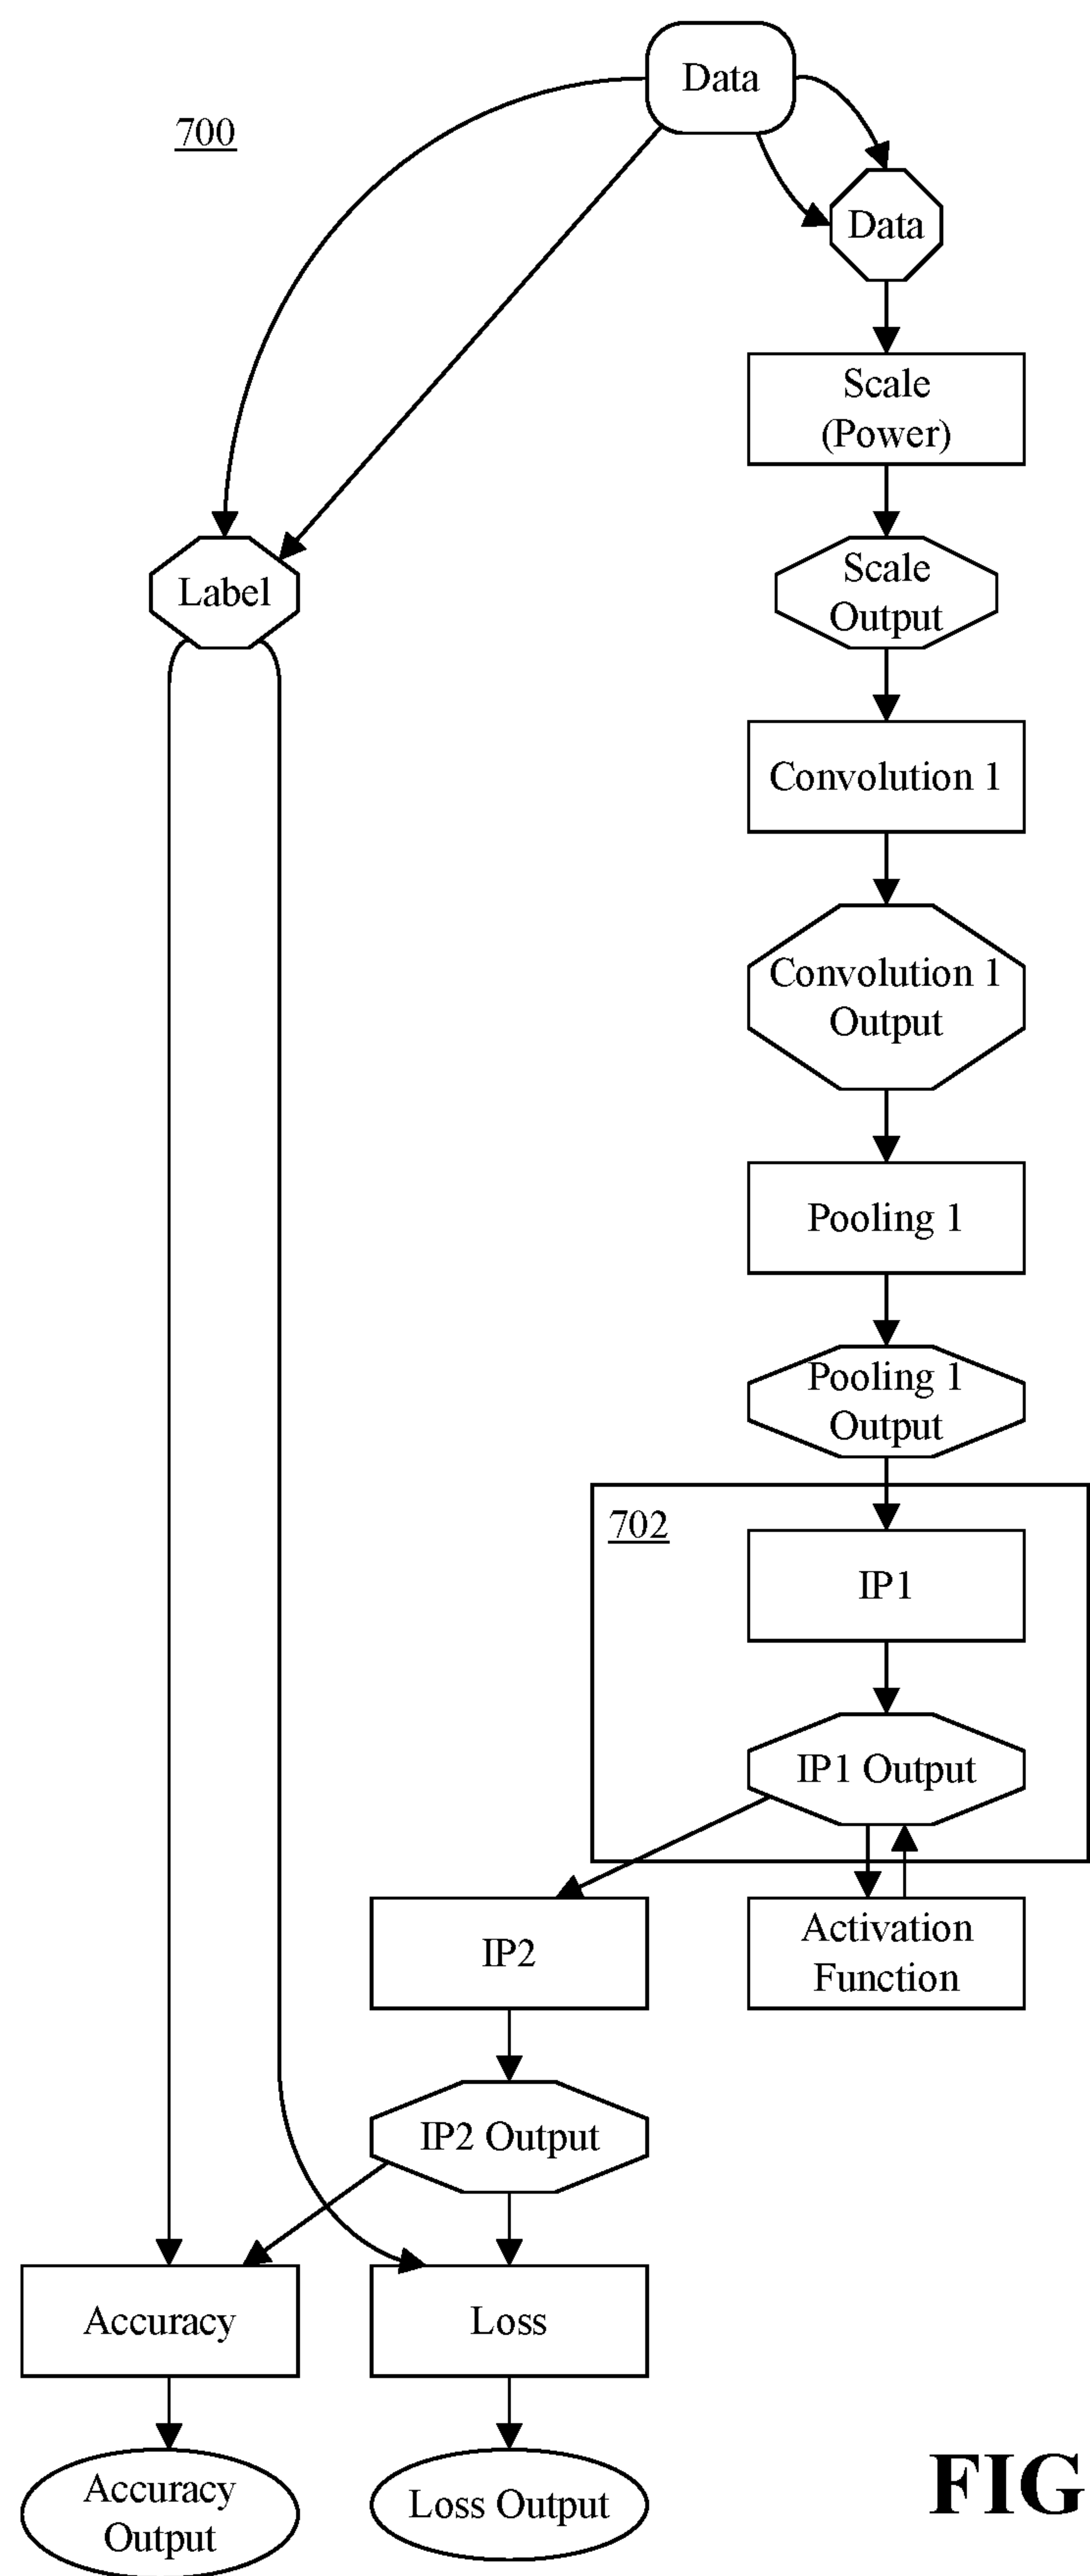 Data
700
Data
Scale
(Power)
Label
Scale
Output
Convolution 1
Convolution 1
Output
Pooling 1
Pooling 1
Output
702
IP1
IP1 Output
IP2
Activation
Function
IP2 Output
Accuracy
Loss
Accuracy
Output
Loss Output
FIG